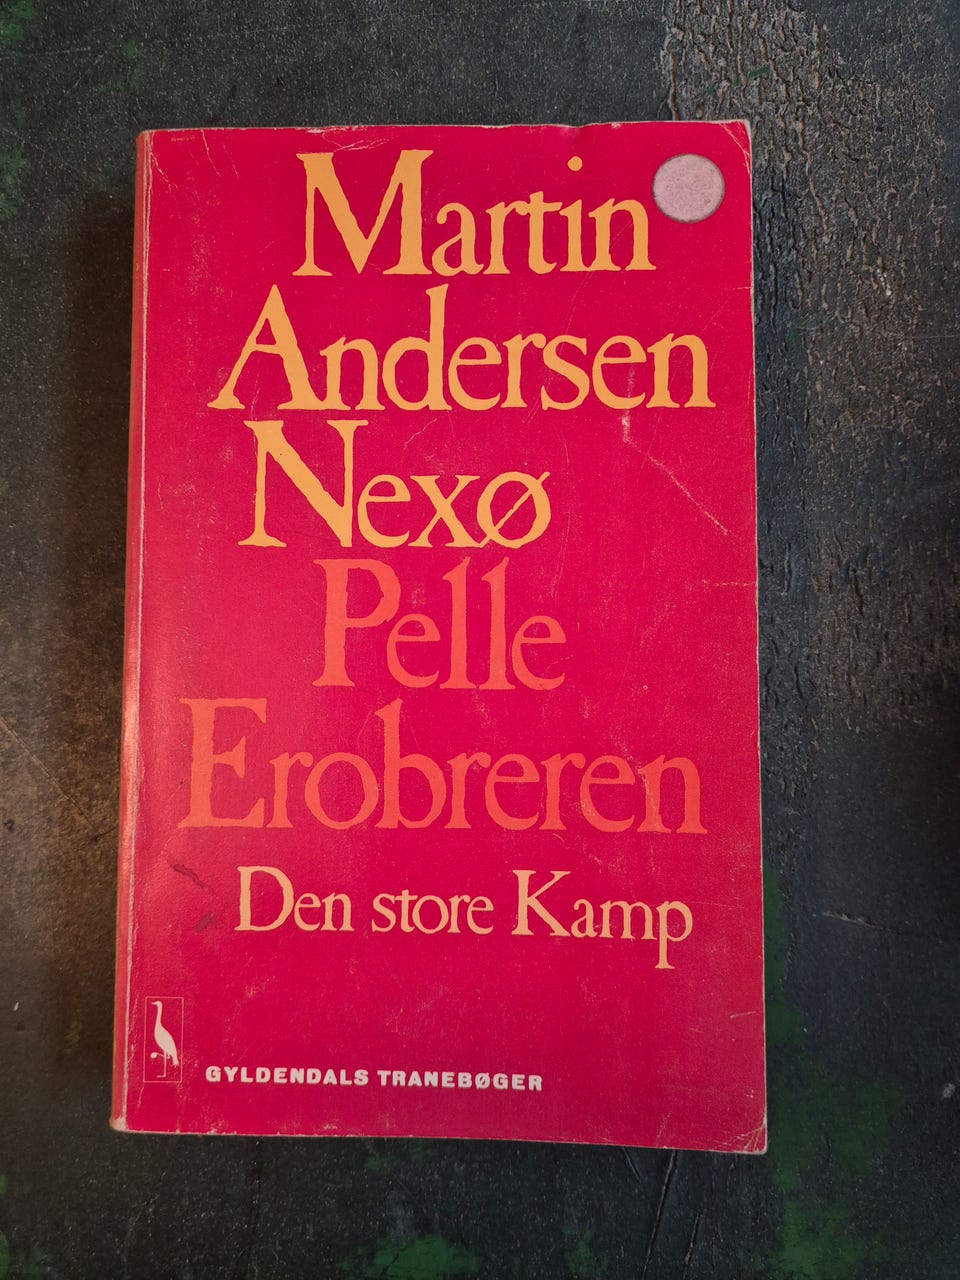 Martin
Andersen
Nexø
Pelle
Erobreren
Den store Kamp
GYLDENDALS TRANEBØGER